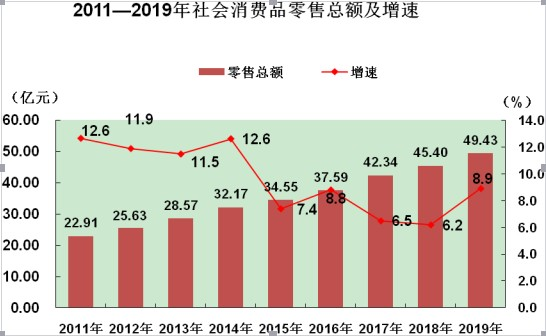 2011—2019年社会消费品零售总额及增速
零售总额 增速
（亿元） （%）
60.00 50.00 40.00 30.00 20.00 10.00 0.00
14.0 12.0 10.0 8.0 6.0 4.0 2.0 0.0
12.6 11.9 11.5 12.6 7.4 8.8 6.5 6.2 8.9
22.91 25.63 28.57 32.17 34.55 37.59 42.34 45.40 49.43
2011年 2012年 2013年 2014年 2015年 2016年 2017年 2018年 2019年